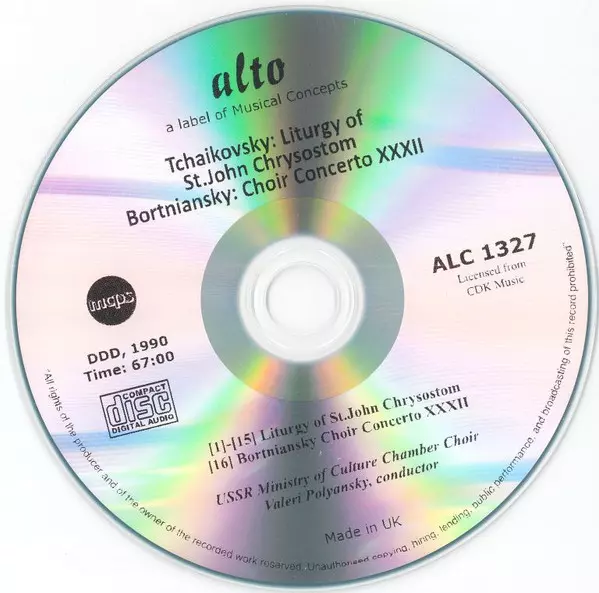 alto
a label of Musical Concepts
Tchaikovsky: Liturgy of
St.John Chrysostom
Bortniansky: Choir Concerto XXXII
ALC 1327
Licensed from
CDK Music
mcps
DDD, 1990
Time: 67:00
COMPACT
disc
DIGITAL AUDIO
[1]-[15] Liturgy of St.John Chrysostom
[16] Bortniansky Choir Concerto XXXII
USSR Ministry of Culture Chamber Choir
Valeri Polyansky, conductor
Made in UK
"All rights of the producer and of the owner of the recorded work reserved. Unauthorised copying, hiring, lending, public performance, and broadcasting of this record prohibited"